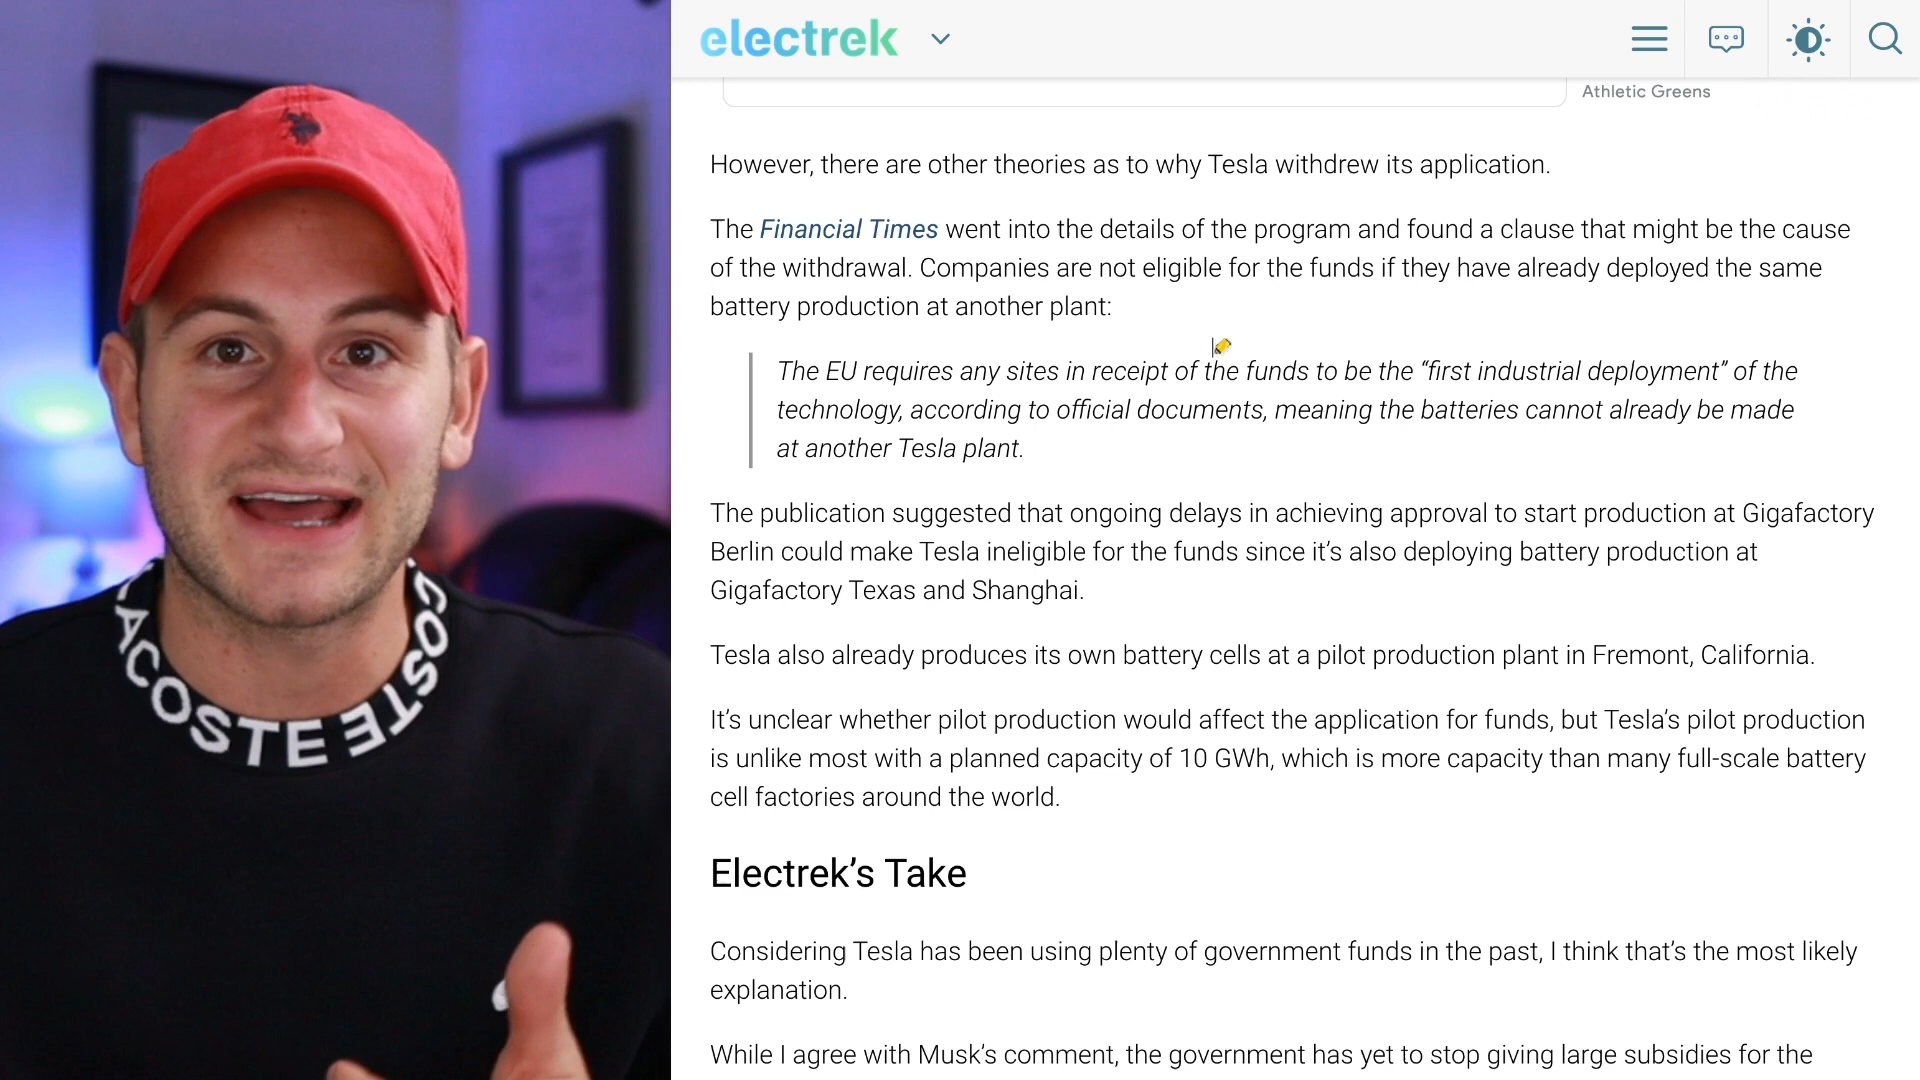 electrek
Athletic Greens
However, there are other theories as to why Tesla withdrew its application.
The Financial Times went into the details of the program and found a clause that might be the cause
of the withdrawal. Companies are not eligible for the funds if they have already deployed the same
battery production at another plant:
The EU requires any sites in receipt of the funds to be the “first industrial deployment” of the
technology, according to official documents, meaning the batteries cannot already be made
at another Tesla plant.
The publication suggested that ongoing delays in achieving approval to start production at Gigafactory
Berlin could make Tesla ineligible for the funds since it’s also deploying battery production at
Gigafactory Texas and Shanghai.
Tesla also already produces its own battery cells at a pilot production plant in Fremont, California.
It’s unclear whether pilot production would affect the application for funds, but Tesla’s pilot production
is unlike most with a planned capacity of 10 GWh, which is more capacity than many full-scale battery
cell factories around the world.
Electrek’s Take
Considering Tesla has been using plenty of government funds in the past, I think that’s the most likely
explanation.
While I agree with Musk’s comment, the government has yet to stop giving large subsidies for the
LACOSTE LACOSTE